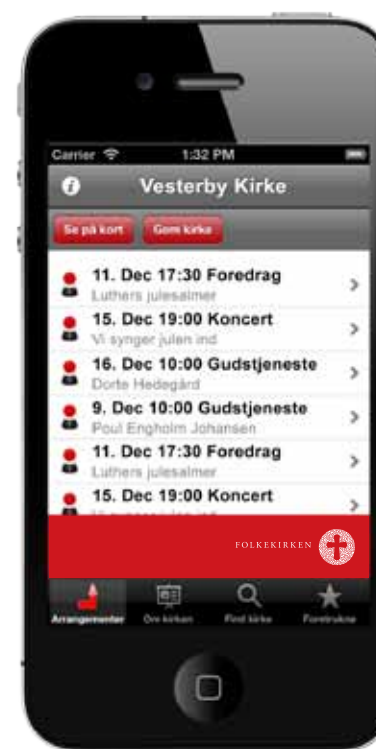 Carrier 1:32 PM
Vesterby Kirke
Se på kort Gem kirke
11. Dec 17:30 Foredrag
Luthers julesalmer
15. Dec 19:00 Koncert
Vi synger julen ind
16. Dec 10:00 Gudstjeneste
Dorte Hedegård
9. Dec 10:00 Gudstjeneste
Poul Engholm Johansen
11. Dec 17:30 Foredrag
Luthers julesalmer
15. Dec 19:00 Koncert
FOLKEKIRKEN
Arrangementer Om kirken Find kirke Foretrukne